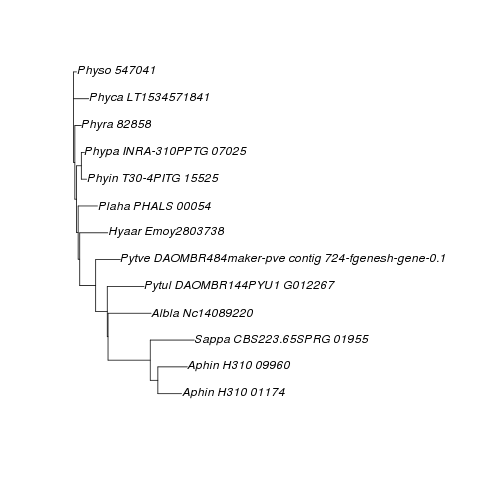 Physo 547041
Phyca LT1534571841
Phyra 82858
Phypa INRA-310PPTG 07025
Phyin T30-4PITG 15525
Plaha PHALS 00054
Hyaar Emoy2803738
Pytve DAOMBR484maker-pve contig 724-fgenesh-gene-0.1
Pytul DAOMBR144PYU1 G012267
Albla Nc14089220
Sappa CBS223.65SPRG 01955
Aphin H310 09960
Aphin H310 01174